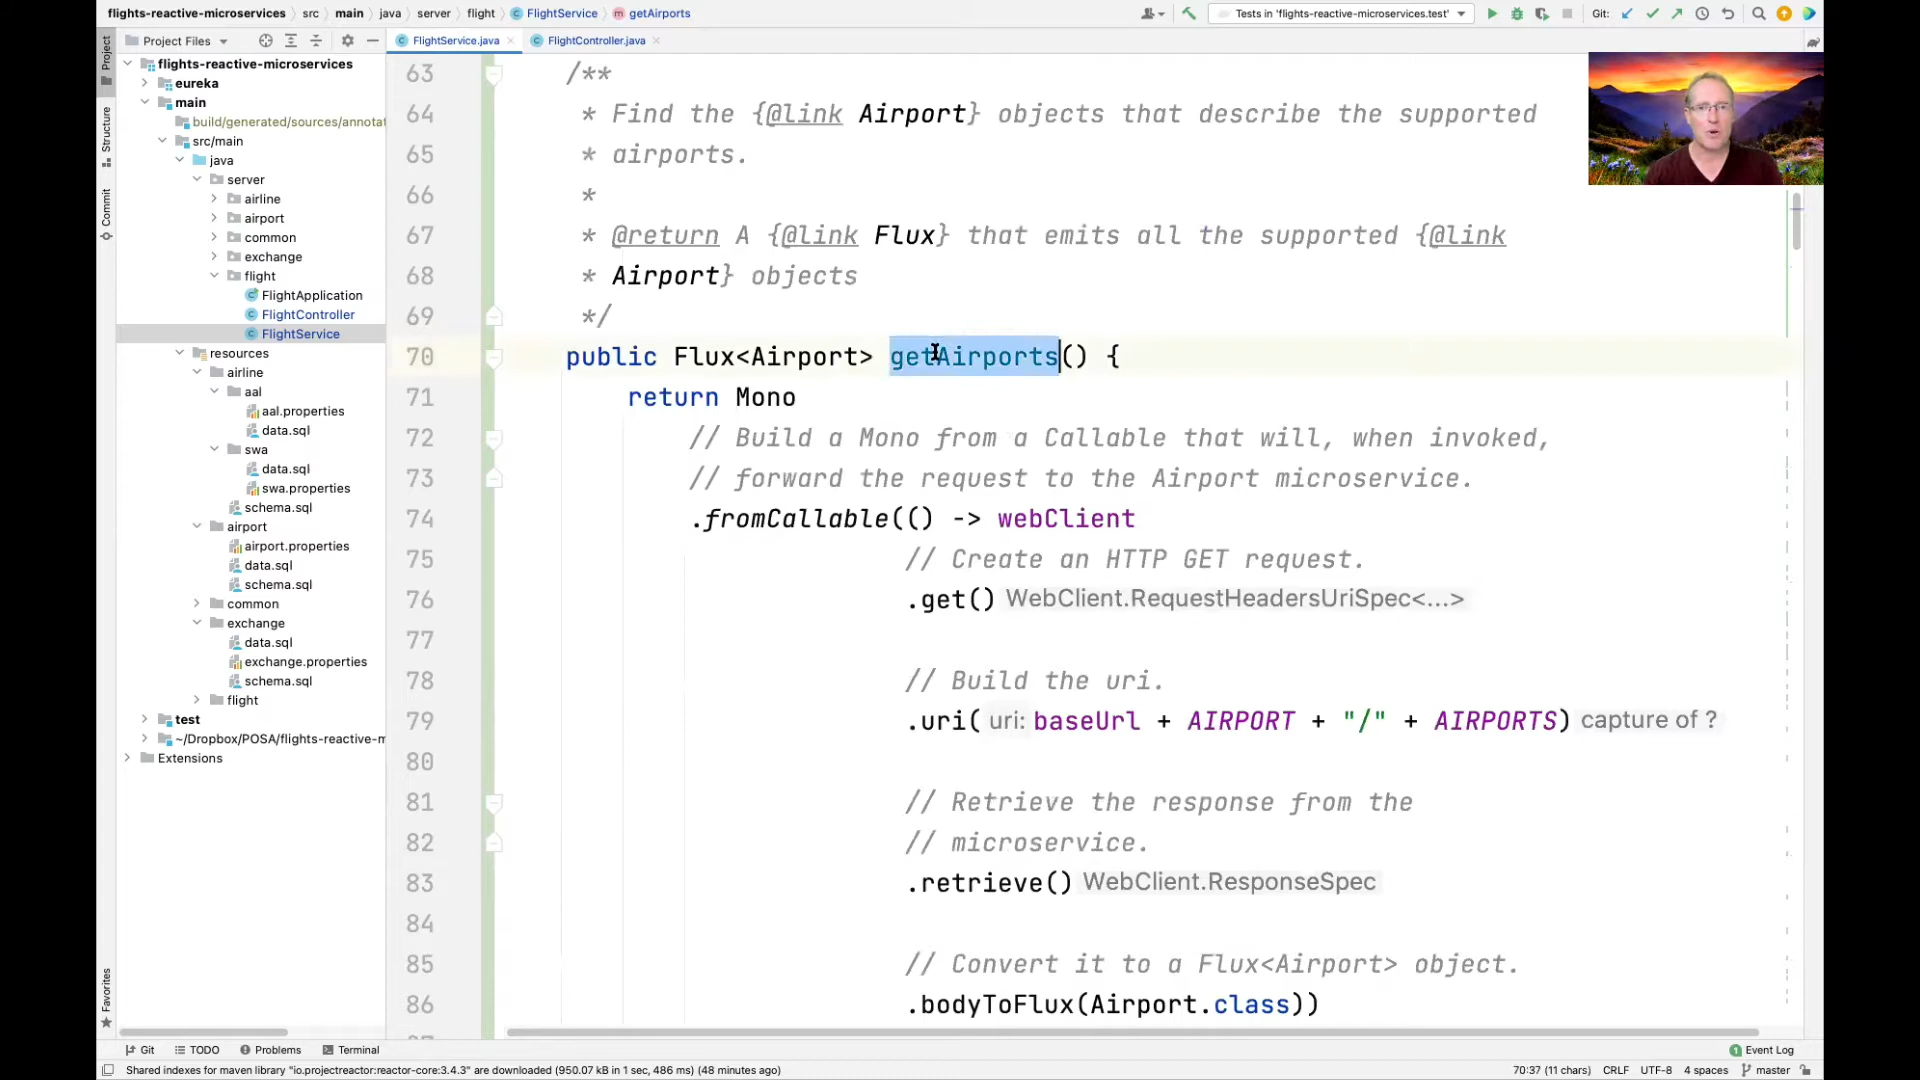 flights-reactive-microservices > src > main > java > server > flight > FlightService > getAirports
Tests in 'flights-reactive-microservices.test'
Git:
Project Files
FlightService.java
FlightController.java
Project
Structure
Commit
Favorites
flights-reactive-microservices
eureka
main
build/generated/sources/annotat
src/main
java
server
airline
airport
common
exchange
flight
FlightApplication
FlightController
FlightService
resources
airline
aal
aal.properties
data.sql
swa
data.sql
swa.properties
schema.sql
airport
airport.properties
data.sql
schema.sql
common
exchange
data.sql
exchange.properties
schema.sql
flight
test
~/Dropbox/POSA/flights-reactive-m
Extensions
63 /**
64 * Find the {@link Airport} objects that describe the supported
65 * airports.
66 *
67 * @return A {@link Flux} that emits all the supported {@link
68 * Airport} objects
69 */
70 public Flux<Airport> getAirports() {
71 return Mono
72 // Build a Mono from a Callable that will, when invoked,
73 // forward the request to the Airport microservice.
74 .fromCallable(() -> webClient
75 // Create an HTTP GET request.
76 .get() WebClient.RequestHeadersUriSpec<...>
77
78 // Build the uri.
79 .uri( uri: baseUrl + AIRPORT + "/" + AIRPORTS) capture of ?
80
81 // Retrieve the response from the
82 // microservice.
83 .retrieve() WebClient.ResponseSpec
84
85 // Convert it to a Flux<Airport> object.
86 .bodyToFlux(Airport.class))
Git TODO Problems Terminal
1 Event Log
Shared indexes for maven library "io.projectreactor:reactor-core:3.4.3" are downloaded (950.07 kB in 1 sec, 486 ms) (48 minutes ago)
70:37 (11 chars) CRLF UTF-8 4 spaces master